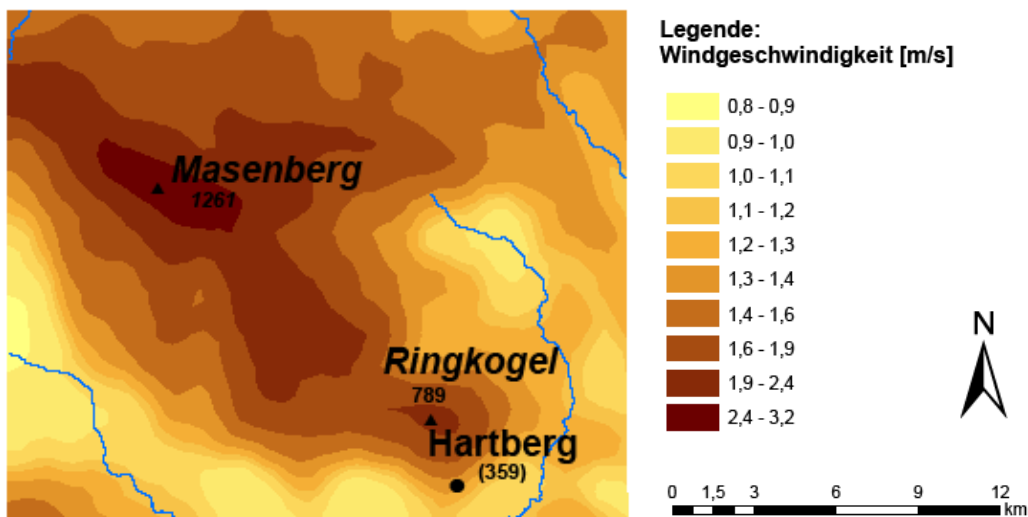 Masenberg
1261
Ringkogel
789
Hartberg
(359)
Legende:
Windgeschwindigkeit [m/s]
0,8 - 0,9
0,9 - 1,0
1,0 - 1,1
1,1 - 1,2
1,2 - 1,3
1,3 - 1,4
1,4 - 1,6
1,6 - 1,9
1,9 - 2,4
2,4 - 3,2
N
0 1,5 3 6 9 12
km